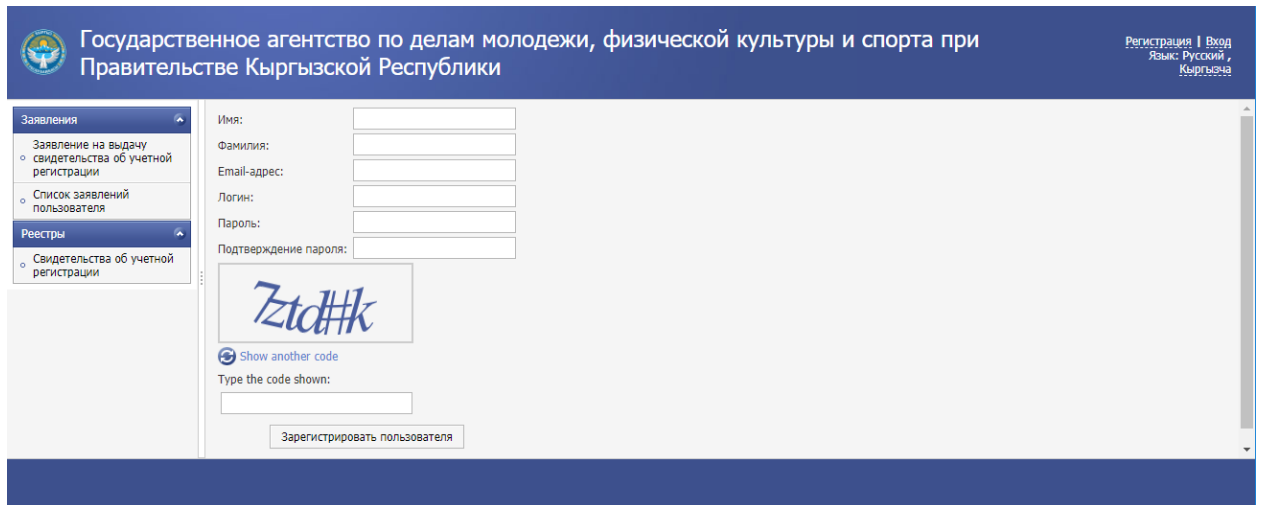 Государственное агентство по делам молодежи, физической культуры и спорта при
Правительстве Кыргызской Республики
Регистрация | Вход
Язык: Русский ,
Кыргызча
Заявления
Заявление на выдачу
свидетельства об учетной
регистрации
Список заявлений
пользователя
Реестры
Свидетельства об учетной
регистрации
Имя:
Фамилия:
Email-адрес:
Логин:
Пароль:
Подтверждение пароля:
7ztd#k
Show another code
Type the code shown:
Зарегистрировать пользователя